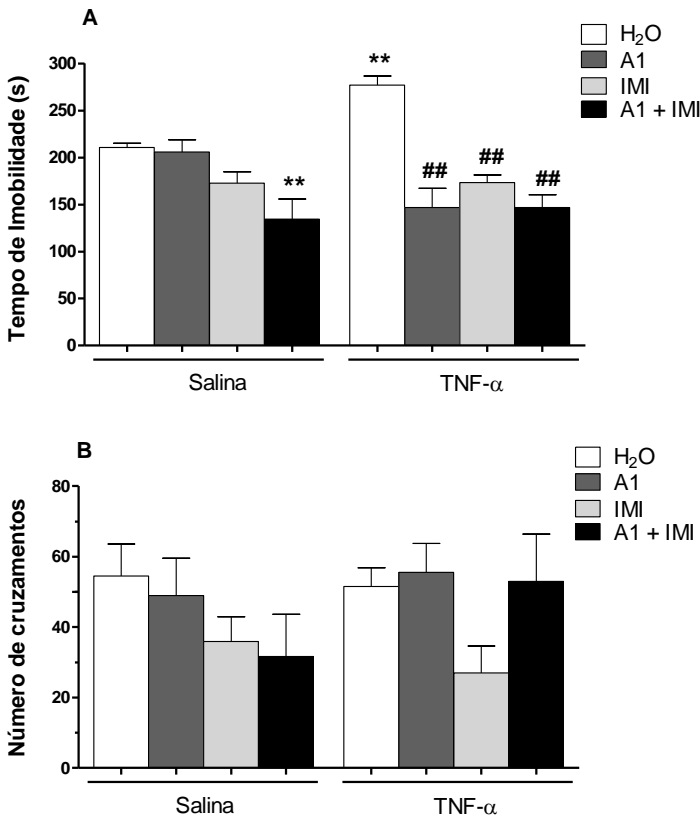 A
H₂O
A1
IMI
A1 + IMI
Tempo de Imobilidade (s)
300
250
200
150
100
50
0
**
**
##
##
##
Salina
TNF-α
B
H₂O
A1
IMI
A1 + IMI
Número de cruzamentos
80
60
40
20
0
Salina
TNF-α